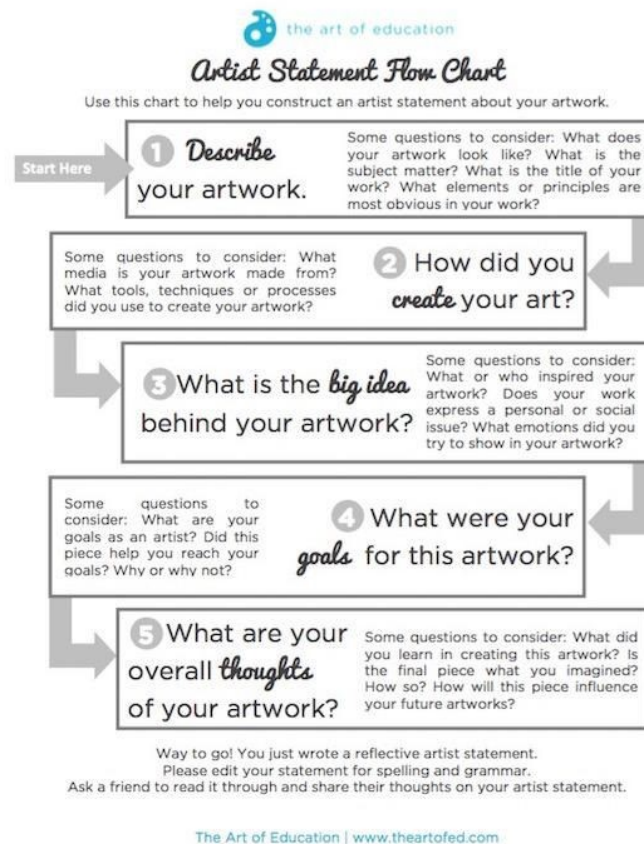 the art of education
Artist Statement Flow Chart
Use this chart to help you construct an artist statement about your artwork.
Start Here
1 Describe
your artwork.
Some questions to consider: What does
your artwork look like? What is the
subject matter? What is the title of your
work? What elements or principles are
most obvious in your work?
Some questions to consider: What
media is your artwork made from?
What tools, techniques or processes
did you use to create your artwork?
2 How did you
create your art?
3 What is the big idea
behind your artwork?
Some questions to consider:
What or who inspired your
artwork? Does your work
express a personal or social
issue? What emotions did you
try to show in your artwork?
Some questions to
consider: What are your
goals as an artist? Did this
piece help you reach your
goals? Why or why not?
4 What were your
goals for this artwork?
5 What are your
overall thoughts
of your artwork?
Some questions to consider: What did
you learn in creating this artwork? Is
the final piece what you imagined?
How so? How will this piece influence
your future artworks?
Way to go! You just wrote a reflective artist statement.
Please edit your statement for spelling and grammar.
Ask a friend to read it through and share their thoughts on your artist statement.
The Art of Education | www.theartofed.com